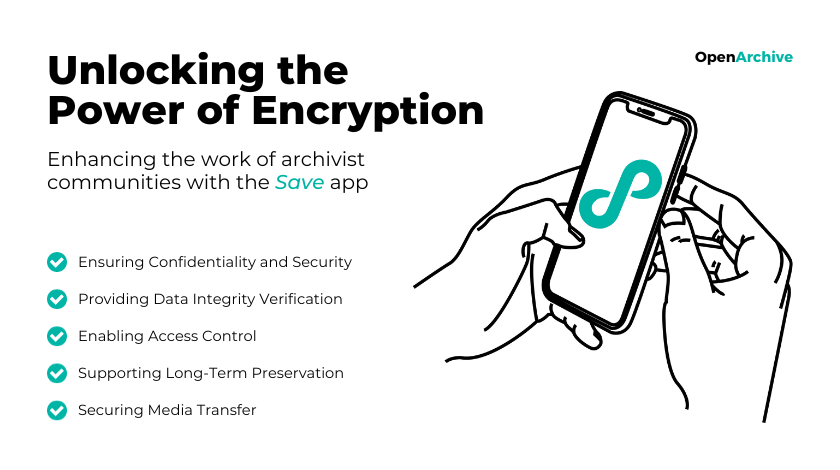 OpenArchive
Unlocking the
Power of Encryption
Enhancing the work of archivist
communities with the Save app
Ensuring Confidentiality and Security
Providing Data Integrity Verification
Enabling Access Control
Supporting Long-Term Preservation
Securing Media Transfer